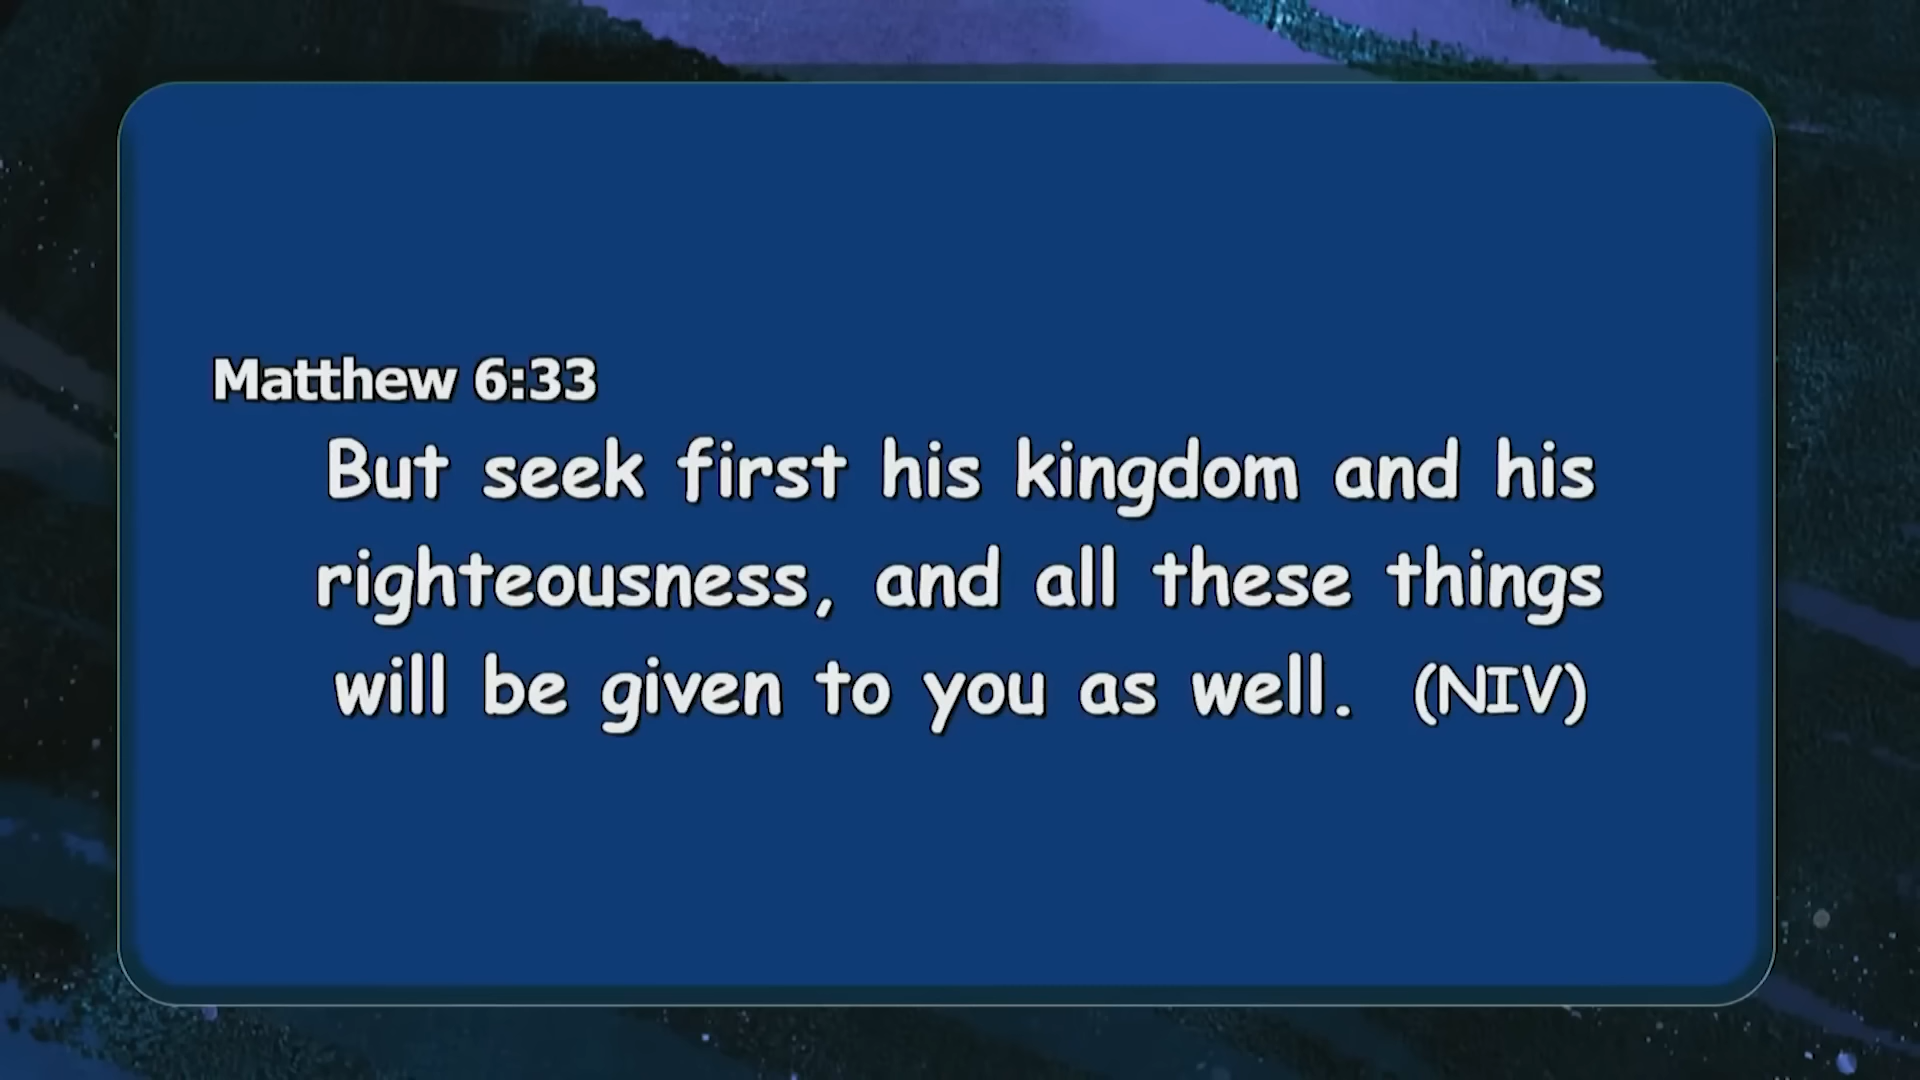 Matthew 6:33
But seek first his kingdom and his
righteousness, and all these things
will be given to you as well. (NIV)